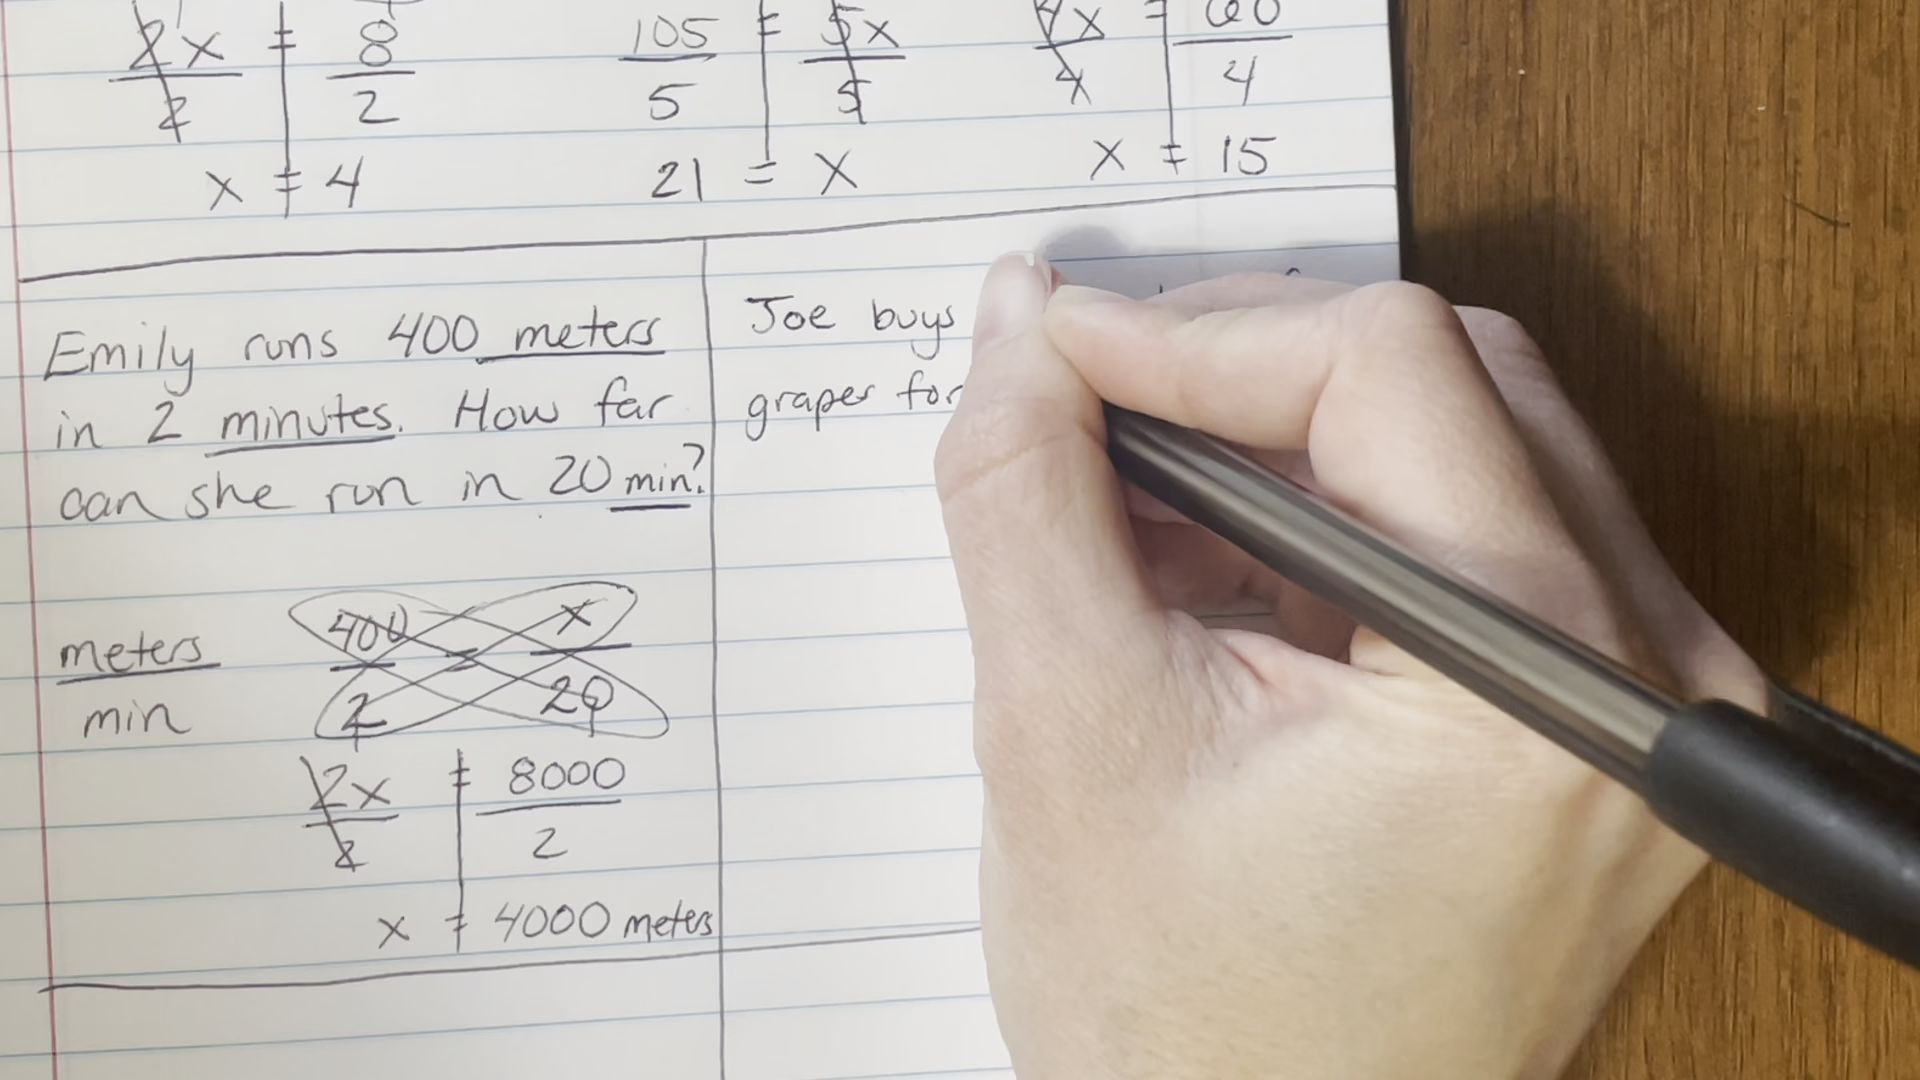 2x = 8
2 2
x = 4
105 = 5x
5 5
21 = x
4x = 60
4 4
x = 15
Emily runs 400 meters
in 2 minutes. How far
can she run in 20 min?
meters
min
400 = x
2 20
2x = 8000
2 2
x = 4000 meters
Joe buys
grapes for